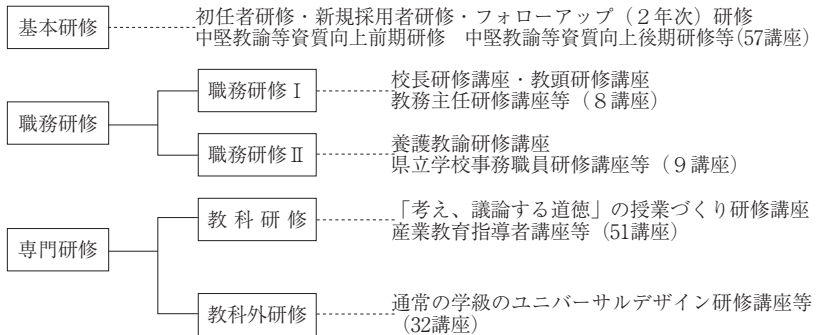 基本研修
初任者研修・新規採用者研修・フォローアップ（２年次）研修
中堅教諭等資質向上前期研修　中堅教諭等資質向上後期研修等(57講座)
職務研修
職務研修Ⅰ
校長研修講座・教頭研修講座
教務主任研修講座等（８講座）
職務研修Ⅱ
養護教諭研修講座
県立学校事務職員研修講座等（９講座）
専門研修
教 科 研 修
「考え、議論する道徳」の授業づくり研修講座
産業教育指導者講座等（51講座）
教科外研修
通常の学級のユニバーサルデザイン研修講座等
（32講座）